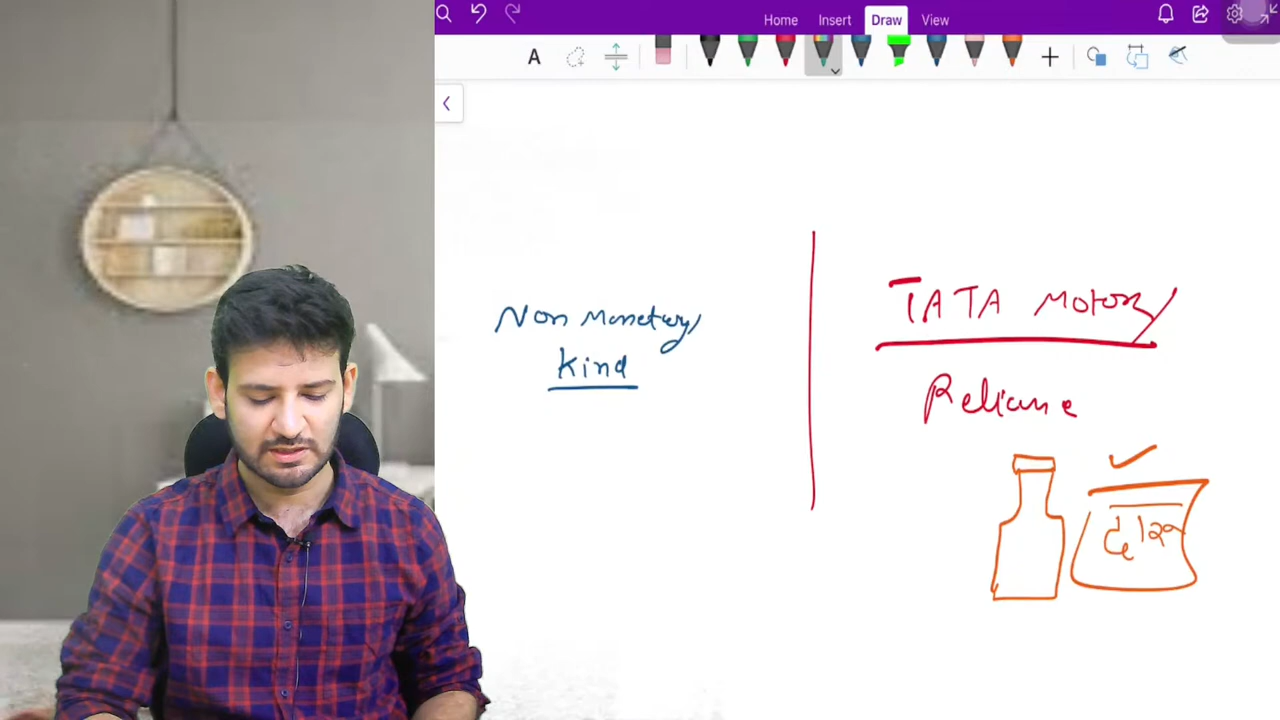 Home Insert Draw View
A
Non Monetary
Kind
TATA Motors
Reliance